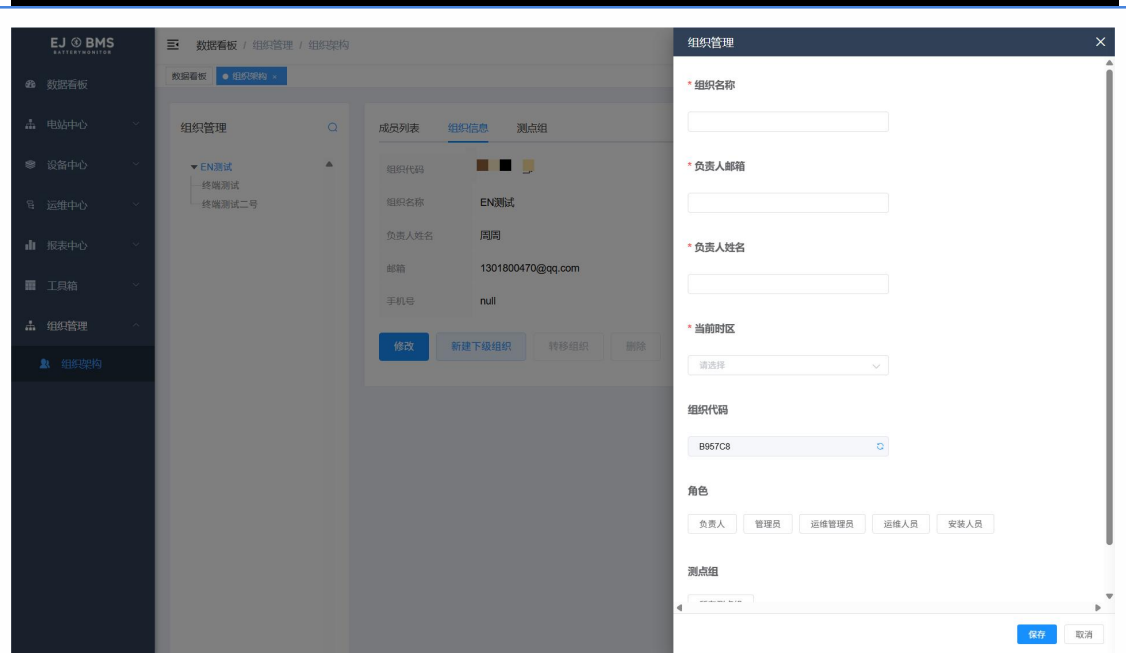 EJ BMS
BATTERYMONITOR
数据看板
电站中心
设备中心
运维中心
报表中心
工具箱
组织管理
组织架构
数据看板 / 组织管理 / 组织架构
数据看板
组织架构 ×
组织管理
EN测试
终端测试
终端测试二号
成员列表 组织信息 测点组
组织代码
组织名称 EN测试
负责人姓名 周周
邮箱 1301800470@qq.com
手机号 null
修改 新建下级组织 转移组织 删除
组织管理
* 组织名称
* 负责人邮箱
* 负责人姓名
* 当前时区
请选择
组织代码
B957C8
角色
负责人 管理员 运维管理员 运维人员 安装人员
测点组
保存 取消